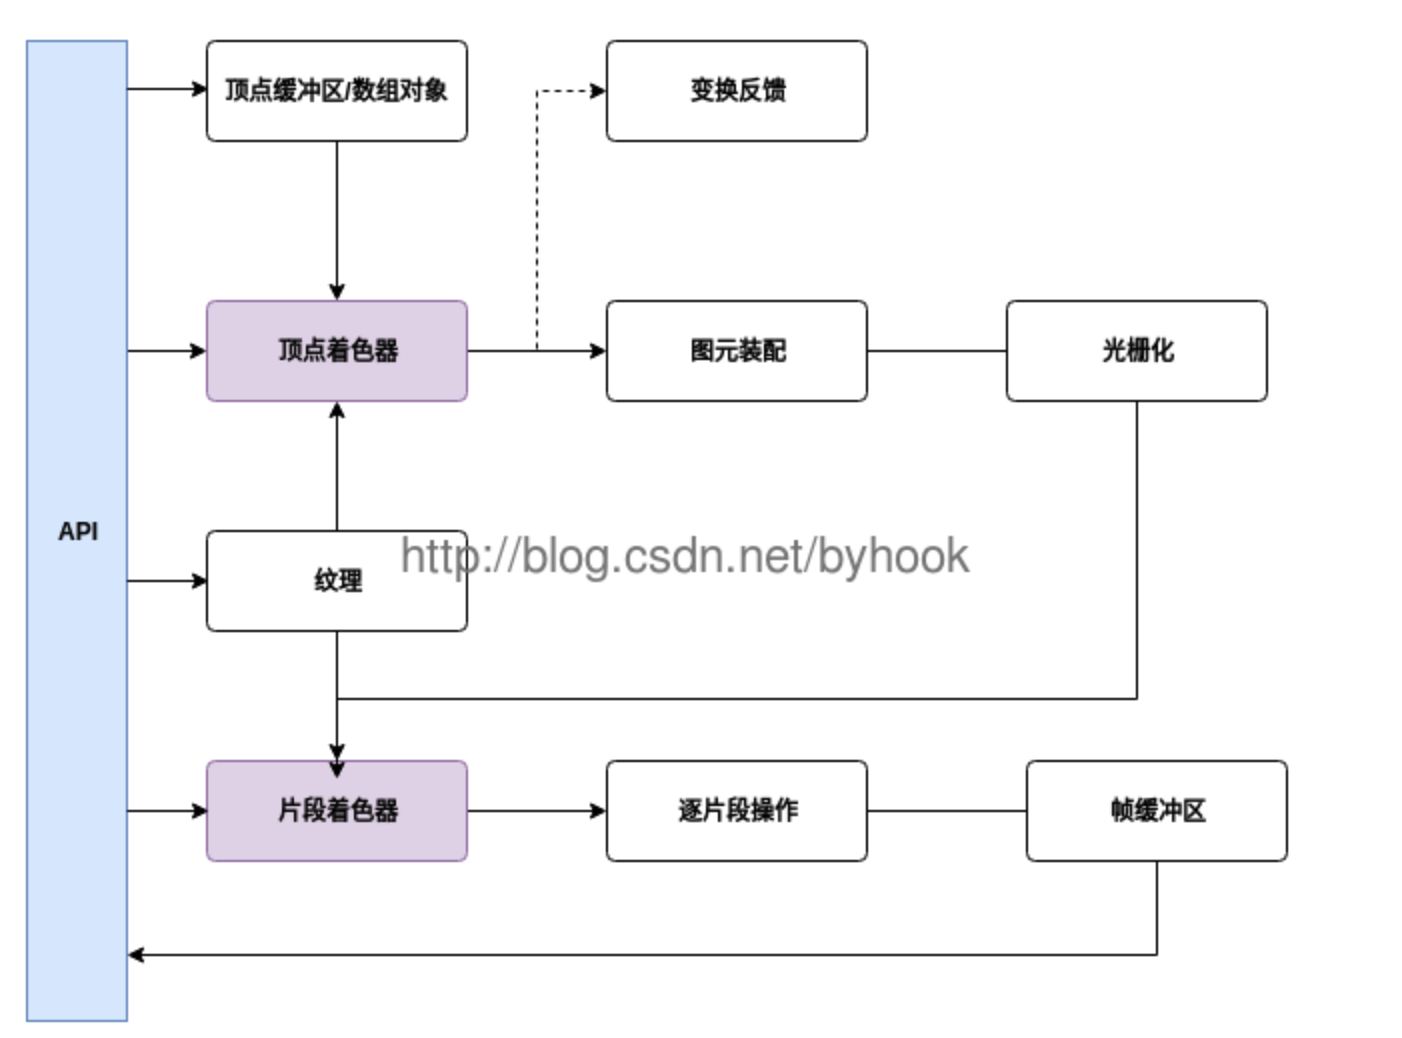 顶点缓冲区/数组对象
变换反馈
顶点着色器
图元装配
光栅化
API
http://blog.csdn.net/byhook
纹理
片段着色器
逐片段操作
帧缓冲区